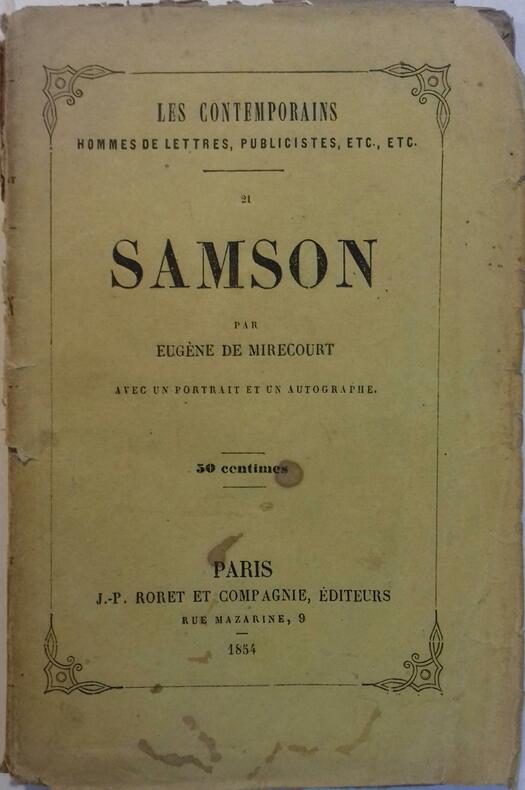 LES CONTEMPORAINS
HOMMES DE LETTRES, PUBLICISTES, ETC., ETC.
21
SAMSON
PAR
EUGÈNE DE MIRECOURT
AVEC UN PORTRAIT ET UN AUTOGRAPHE.
50 centimes
PARIS
J.-P. RORET ET COMPAGNIE, ÉDITEURS
RUE MAZARINE, 9
1854